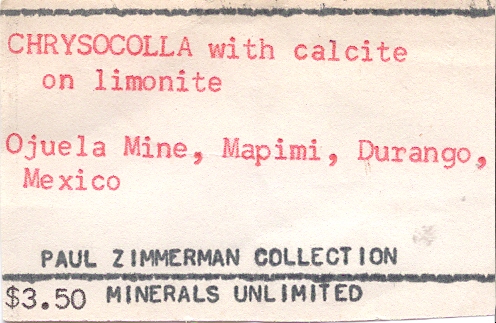 CHRYSOCOLLA with calcite
on limonite
Ojuela Mine, Mapimi, Durango,
Mexico
PAUL ZIMMERMAN COLLECTION
$3.50 MINERALS UNLIMITED